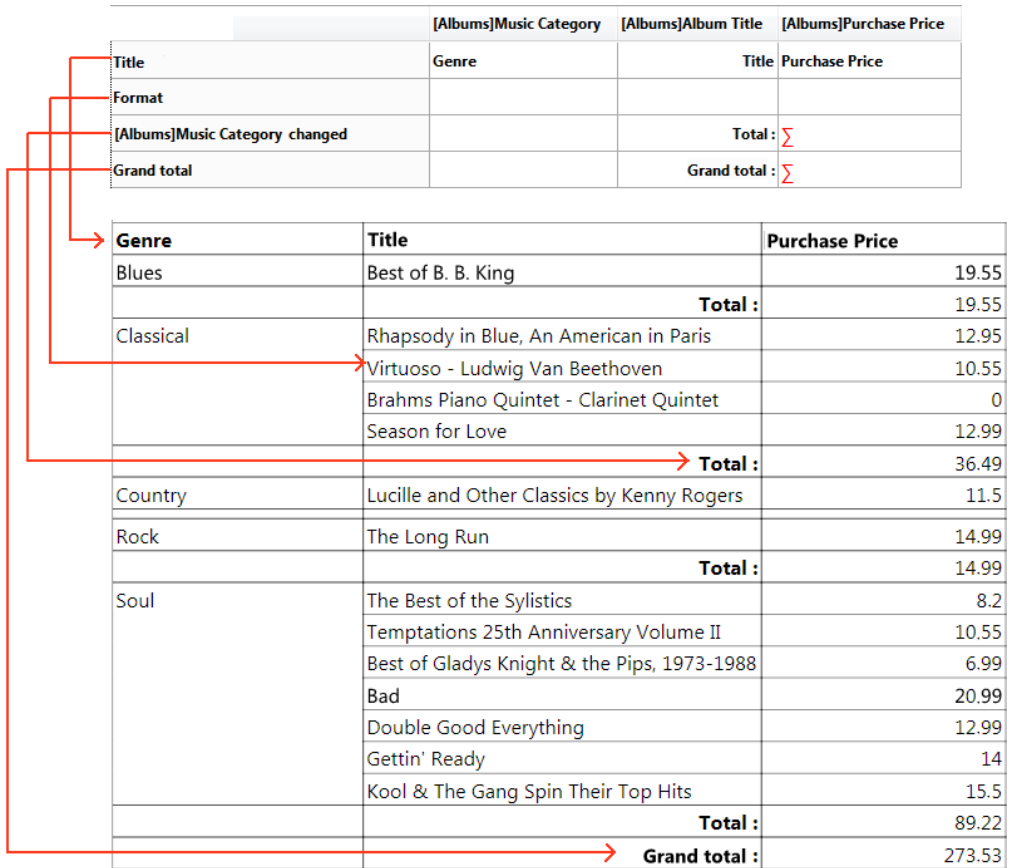 [Albums]Music Category [Albums]Album Title [Albums]Purchase Price
Title Genre Title Purchase Price
Format
[Albums]Music Category changed Total : ∑
Grand total Grand total : ∑
Genre Title Purchase Price
Blues Best of B. B. King 19.55
Total : 19.55
Classical Rhapsody in Blue, An American in Paris 12.95
Virtuoso - Ludwig Van Beethoven 10.55
Brahms Piano Quintet - Clarinet Quintet 0
Season for Love 12.99
Total : 36.49
Country Lucille and Other Classics by Kenny Rogers 11.5
Rock The Long Run 14.99
Total : 14.99
Soul The Best of the Sylistics 8.2
Temptations 25th Anniversary Volume II 10.55
Best of Gladys Knight & the Pips, 1973-1988 6.99
Bad 20.99
Double Good Everything 12.99
Gettin' Ready 14
Kool & The Gang Spin Their Top Hits 15.5
Total : 89.22
Grand total : 273.53